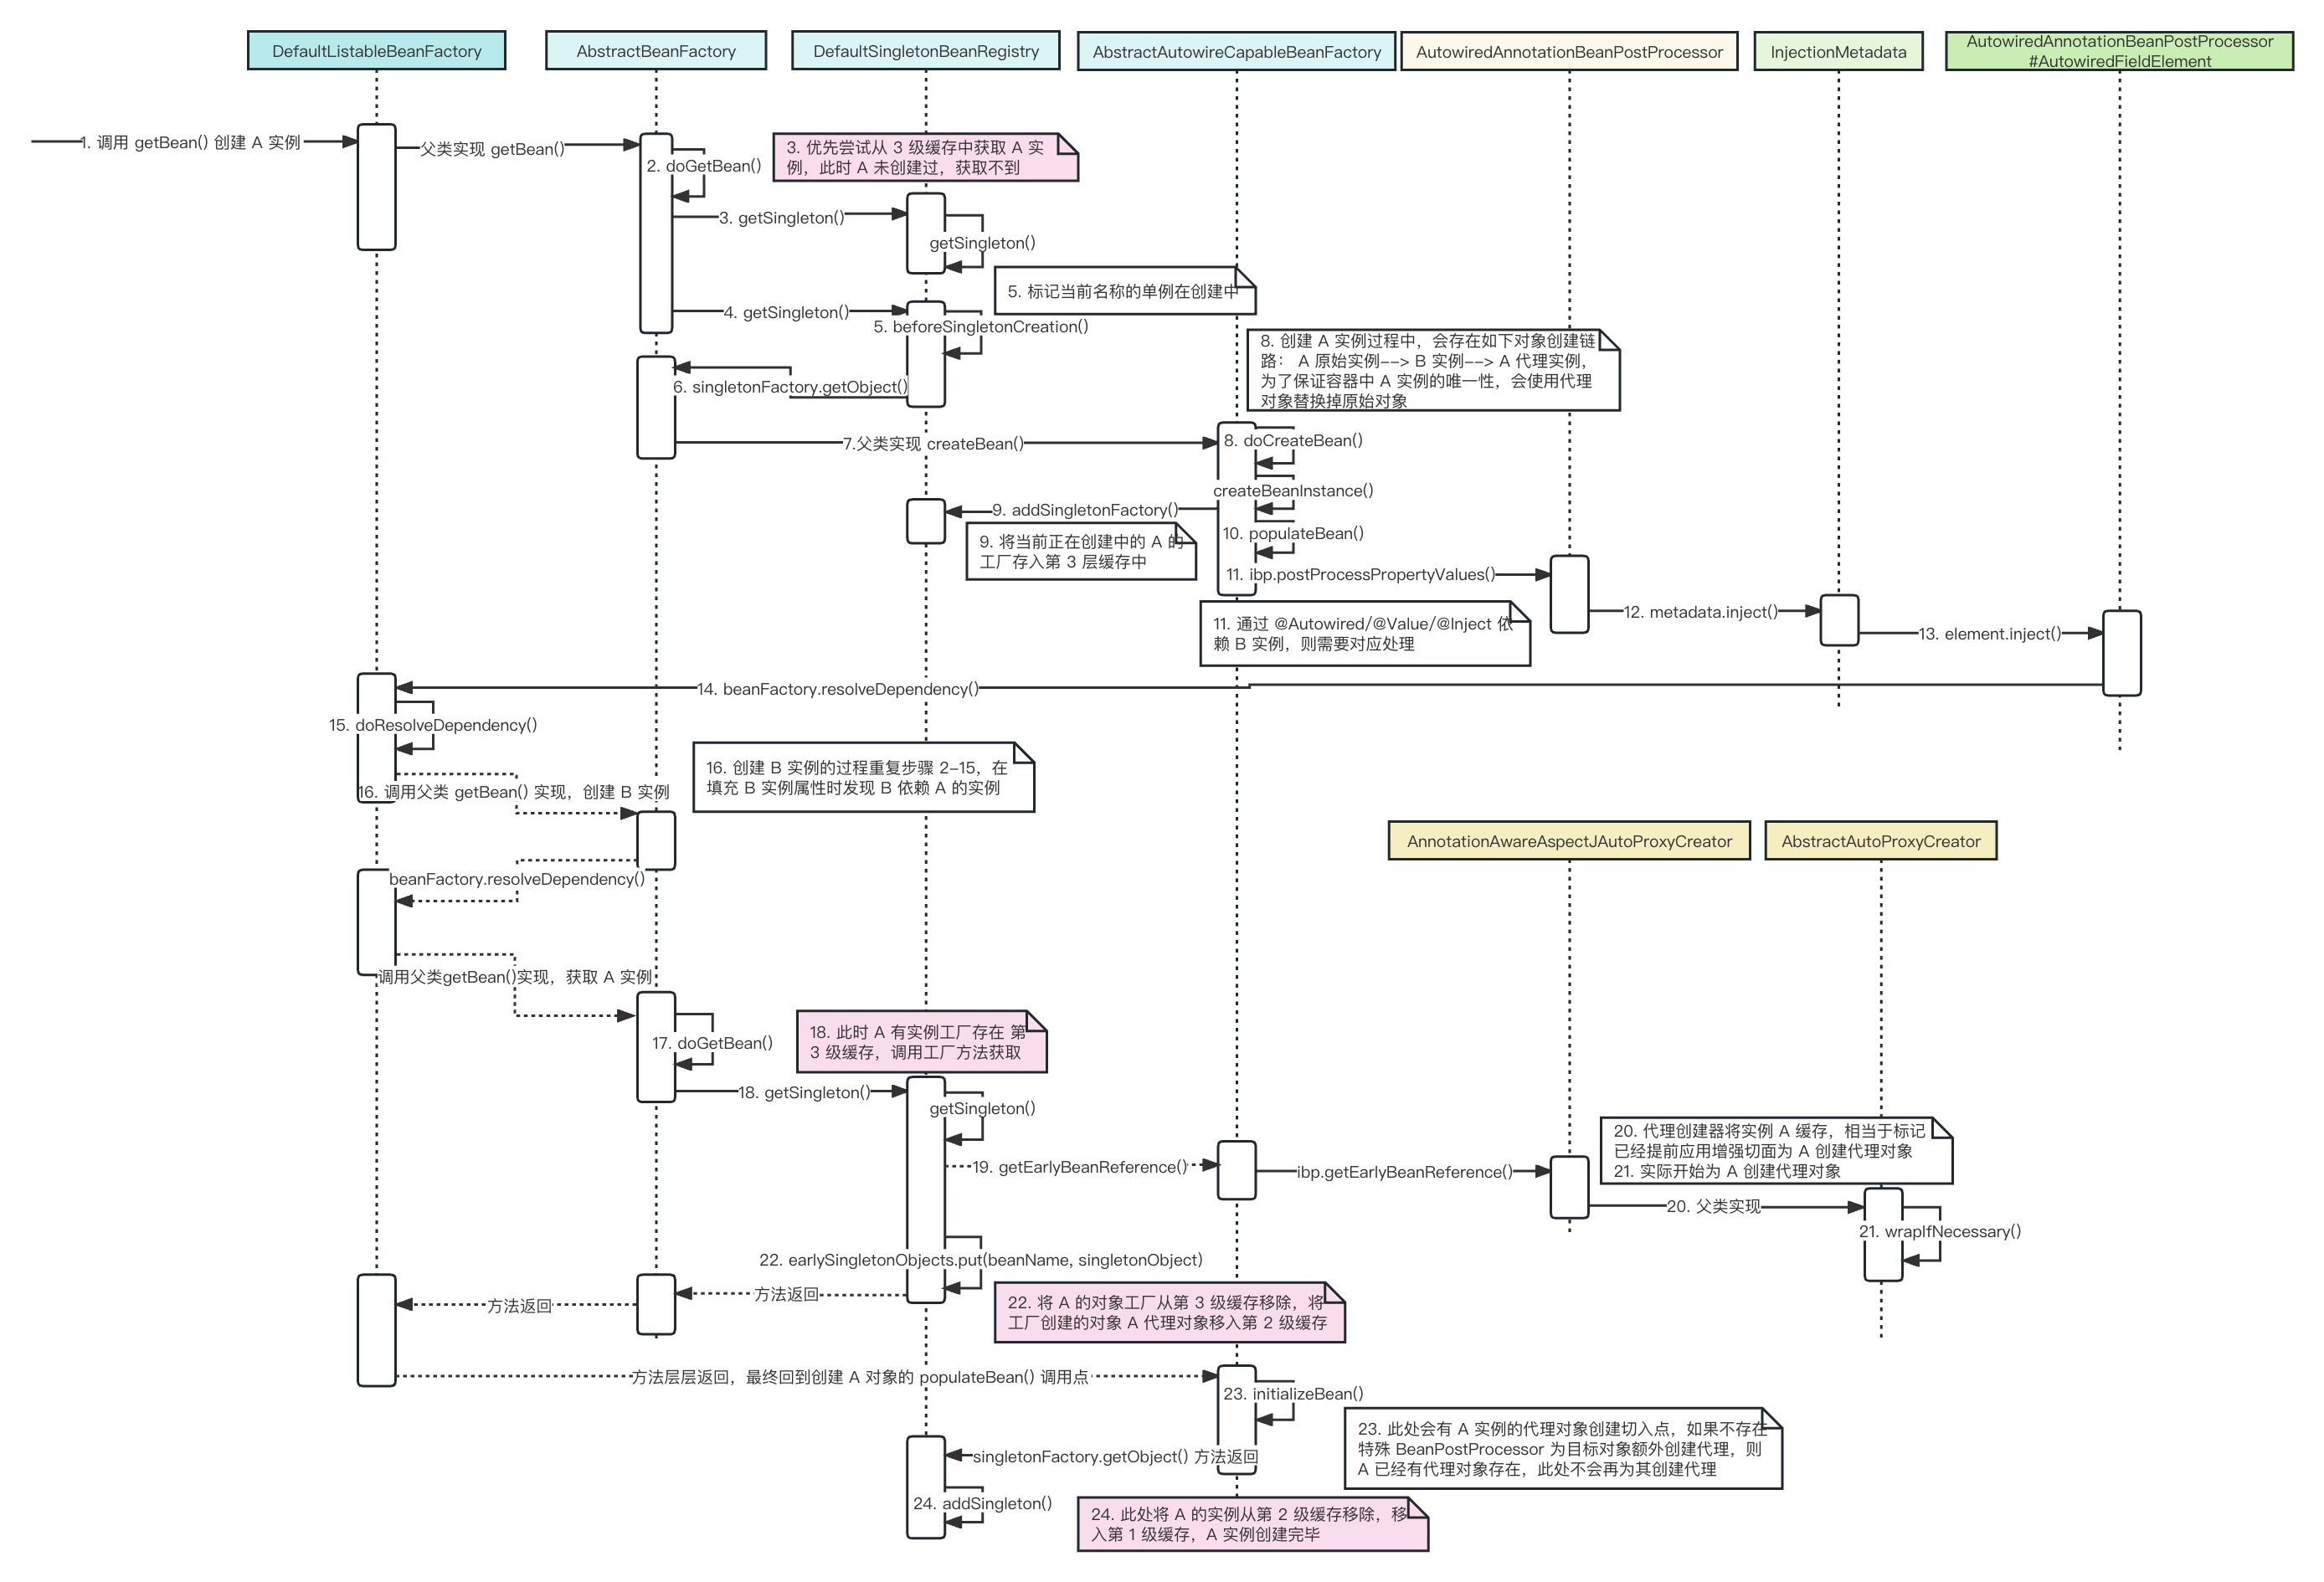 DefaultListableBeanFactory
AbstractBeanFactory
DefaultSingletonBeanRegistry
AbstractAutowireCapableBeanFactory
AutowiredAnnotationBeanPostProcessor
InjectionMetadata
AutowiredAnnotationBeanPostProcessor
#AutowiredFieldElement
1. 调用 getBean() 创建 A 实例
父类实现 getBean()
2. doGetBean()
3. 优先尝试从 3 级缓存中获取 A 实
例，此时 A 未创建过，获取不到
3. getSingleton()
getSingleton()
5. 标记当前名称的单例在创建中
4. getSingleton()
5. beforeSingletonCreation()
8. 创建 A 实例过程中，会存在如下对象创建链
路： A 原始实例--> B 实例--> A 代理实例，
为了保证容器中 A 实例的唯一性，会使用代理
对象替换掉原始对象
6. singletonFactory.getObject()
7.父类实现 createBean()
8. doCreateBean()
createBeanInstance()
9. addSingletonFactory()
10. populateBean()
9. 将当前正在创建中的 A 的
工厂存入第 3 层缓存中
11. ibp.postProcessPropertyValues()
12. metadata.inject()
11. 通过 @Autowired/@Value/@Inject 依
赖 B 实例，则需要对应处理
13. element.inject()
14. beanFactory.resolveDependency()
15. doResolveDependency()
16. 创建 B 实例的过程重复步骤 2-15，在
填充 B 实例属性时发现 B 依赖 A 的实例
16. 调用父类 getBean() 实现，创建 B 实例
AnnotationAwareAspectJAutoProxyCreator
AbstractAutoProxyCreator
beanFactory.resolveDependency()
调用父类getBean()实现，获取 A 实例
17. doGetBean()
18. 此时 A 有实例工厂存在 第
3 级缓存，调用工厂方法获取
18. getSingleton()
getSingleton()
20. 代理创建器将实例 A 缓存，相当于标记
已经提前应用增强切面为 A 创建代理对象
21. 实际开始为 A 创建代理对象
19. getEarlyBeanReference()
ibp.getEarlyBeanReference()
20. 父类实现
21. wrapIfNecessary()
22. earlySingletonObjects.put(beanName, singletonObject)
方法返回
方法返回
22. 将 A 的对象工厂从第 3 级缓存移除，将
工厂创建的对象 A 代理对象移入第 2 级缓存
方法层层返回，最终回到创建 A 对象的 populateBean() 调用点
23. initializeBean()
23. 此处会有 A 实例的代理对象创建切入点，如果不存在
特殊 BeanPostProcessor 为目标对象额外创建代理，则
A 已经有代理对象存在，此处不会再为其创建代理
singletonFactory.getObject() 方法返回
24. addSingleton()
24. 此处将 A 的实例从第 2 级缓存移除，移
入第 1 级缓存，A 实例创建完毕